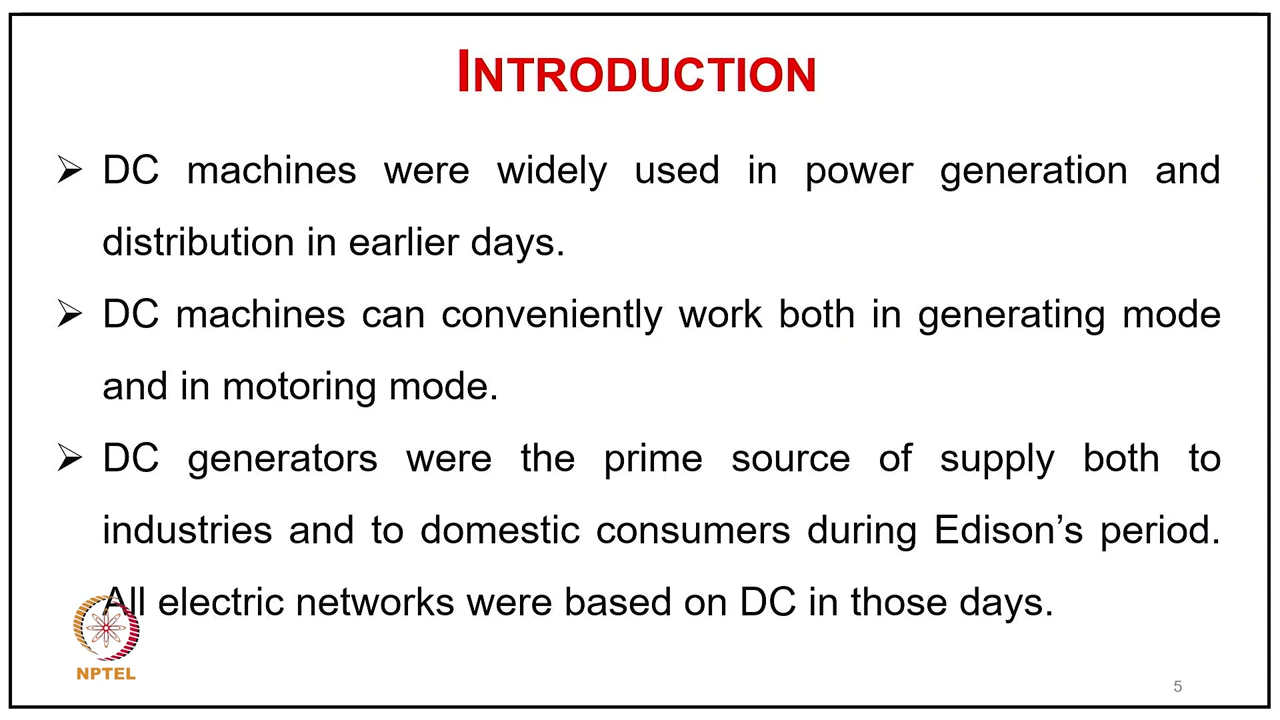 INTRODUCTION
➢ DC machines were widely used in power generation and
distribution in earlier days.
➢ DC machines can conveniently work both in generating mode
and in motoring mode.
➢ DC generators were the prime source of supply both to
industries and to domestic consumers during Edison’s period.
All electric networks were based on DC in those days.
NPTEL
5